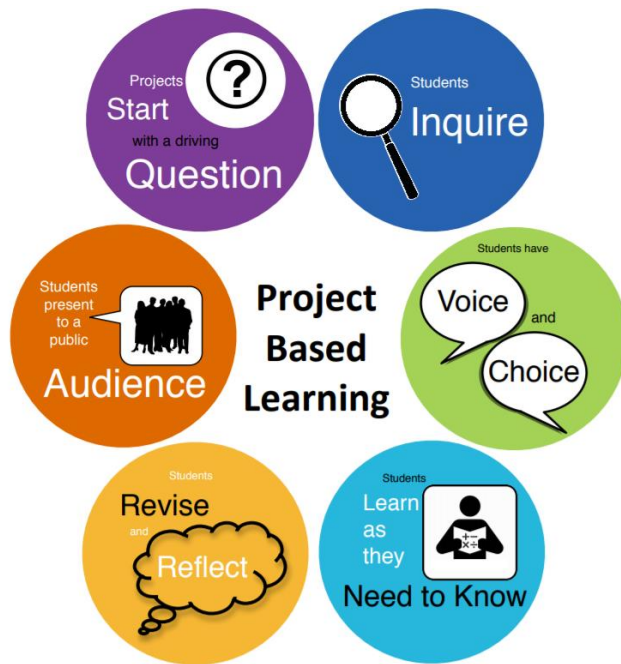 Projects
Start
with a driving
Question
?
Students
Inquire
Students have
Voice
and
Choice
Students
Learn
as
they
+−
×÷
Need to Know
Students
Revise
and
Reflect
Students
present
to a
public
Audience
Project
Based
Learning